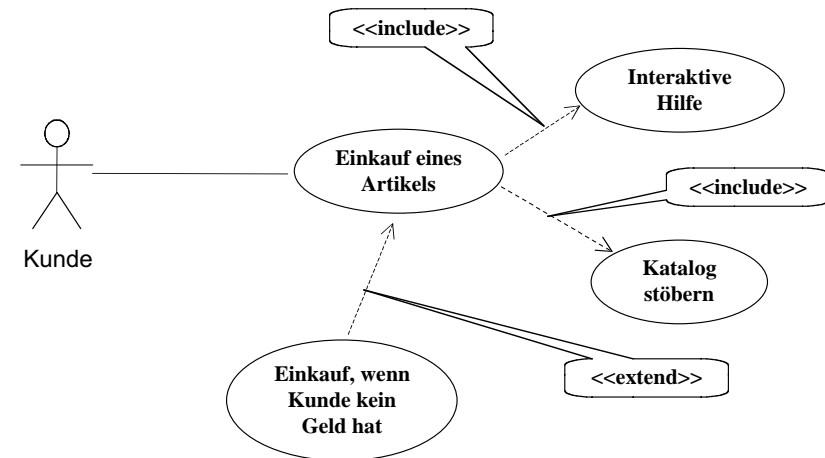 <<include>>
Interaktive
Hilfe
Einkauf eines
Artikels
<<include>>
Kunde
Katalog
stöbern
Einkauf, wenn
Kunde kein
Geld hat
<<extend>>